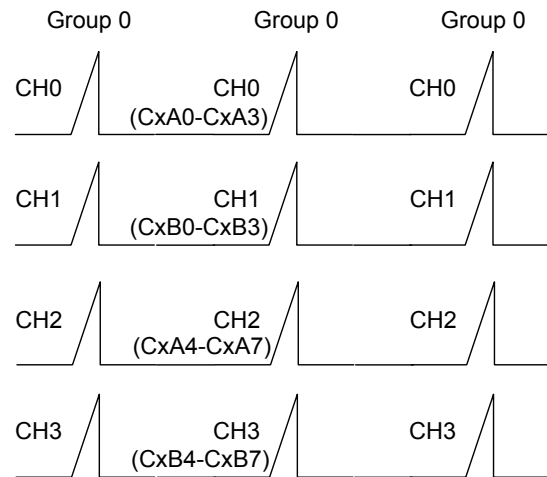 Group 0 Group 0 Group 0
CH0 CH0 CH0
(CxA0-CxA3)
CH1 CH1 CH1
(CxB0-CxB3)
CH2 CH2 CH2
(CxA4-CxA7)
CH3 CH3 CH3
(CxB4-CxB7)